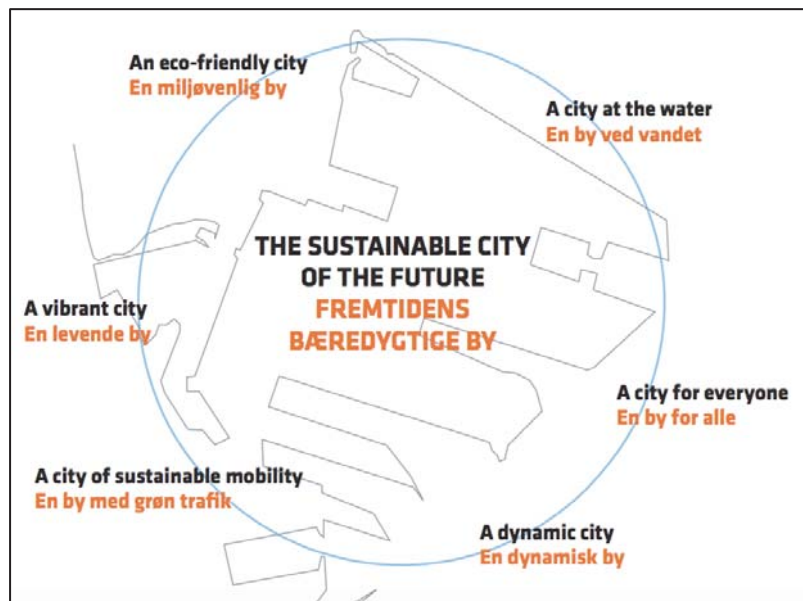 An eco-friendly city
En miljøvenlig by
A city at the water
En by ved vandet
THE SUSTAINABLE CITY
OF THE FUTURE
FREMTIDENS
BÆREDYGTIGE BY
A vibrant city
En levende by
A city for everyone
En by for alle
A city of sustainable mobility
En by med grøn trafik
A dynamic city
En dynamisk by